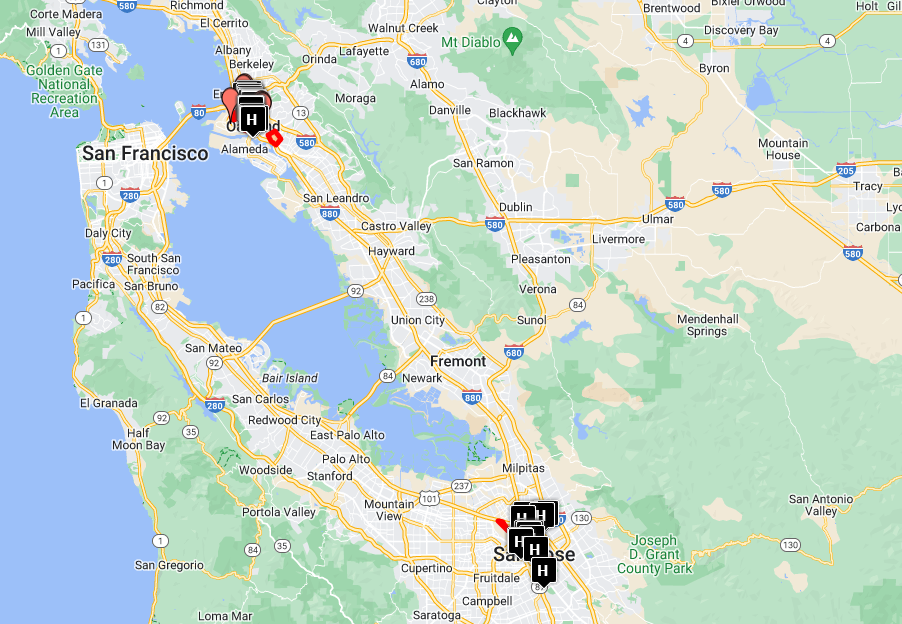 Corte Madera
580
Richmond
El Cerrito
Clayton
Brentwood
Bixler Orwood
Holt
Mill Valley
1
131
Albany
Berkeley
Orinda
Lafayette
Walnut Creek
680
Mt Diablo
4
Discovery Bay
4
Byron
Golden Gate
National
Recreation
Area
80
H
Alameda
13
580
Moraga
Alamo
Danville
Blackhawk
San Francisco
1
280
San Leandro
880
San Ramon
Mountain
House
205
Tracy
Dublin
580
580
580
Ulmar
Carbona
580
Castro Valley
Livermore
Pleasanton
Hayward
Daly City
280
South San
Francisco
Pacifica
San Bruno
92
238
Verona
84
1
82
Union City
Sunol
Mendenhall
Springs
San Mateo
92
Fremont
680
Newark
84
880
Bair Island
San Carlos
280
El Granada
92
35
Half
Moon Bay
Redwood City
East Palo Alto
Palo Alto
Stanford
Woodside
Milpitas
237
101
Mountain
View
Portola Valley
H
H
130
San Antonio
Valley
H
H
130
Joseph
D. Grant
County Park
1
84
35
San Gregorio
Cupertino
Fruitdale
H
Campbell
Saratoga
Loma Mar